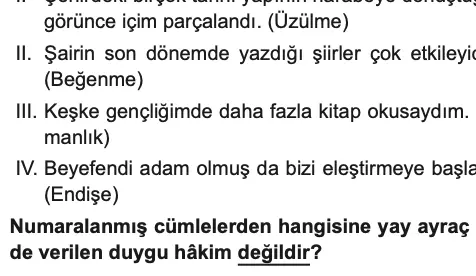 görünce içim parçalandı. (Üzülme)
II. Şairin son dönemde yazdığı şiirler çok
(Beğenme)
III. Keşke gençliğimde daha fazla kitap okusaydım.
manlık)
IV. Beyefendi adam olmuş da bizi eleştirmeye
(Endişe)
Numaralanmış cümlelerden hangisine yay ayraç
de verilen duygu hâkim değildir?